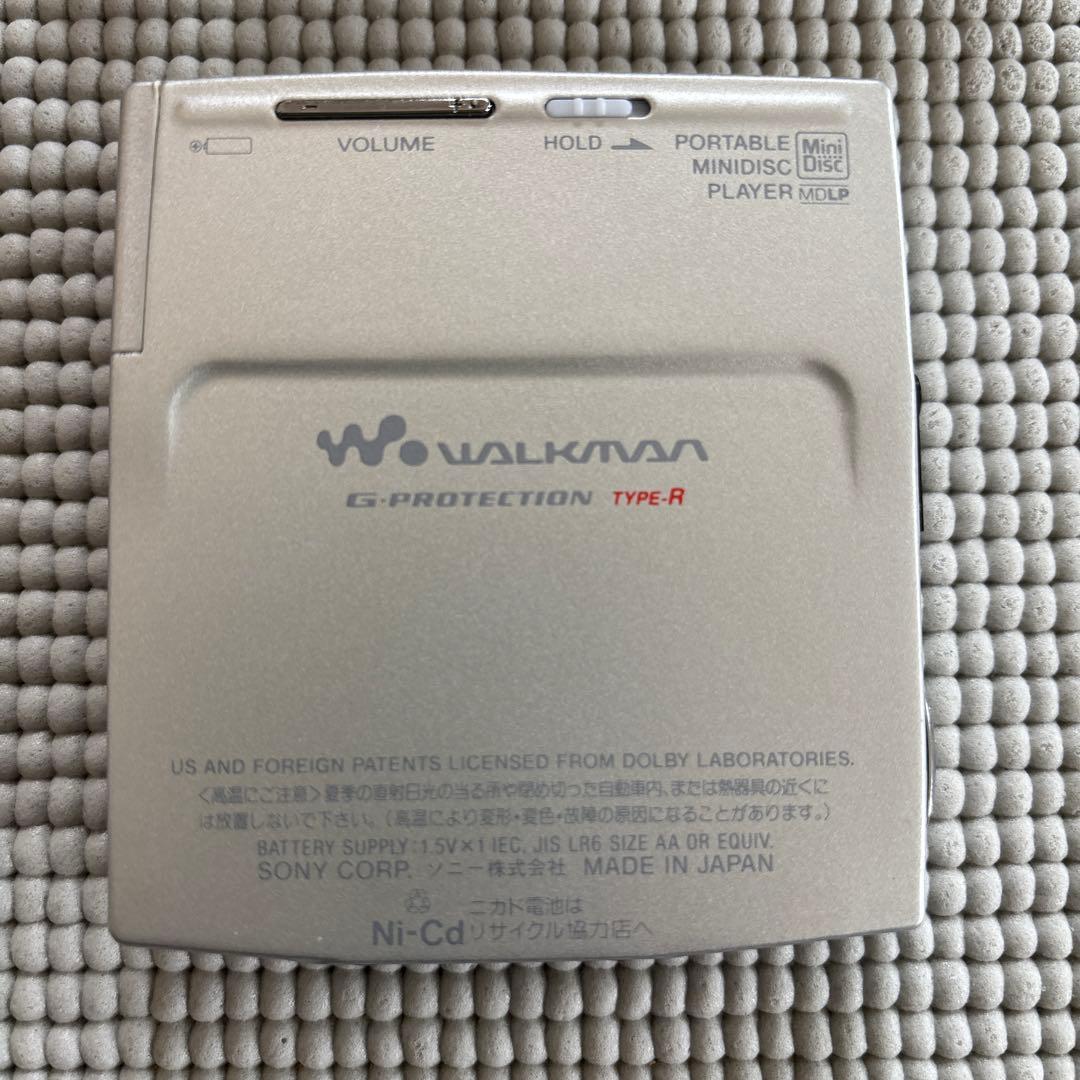 VOLUME
HOLD
PORTABLE
MINIDISC
PLAYER
Mini
Disc
MDLP
WALKMAN
G·PROTECTION TYPE-R
US AND FOREIGN PATENTS LICENSED FROM DOLBY LABORATORIES.
〈高温にご注意〉夏季の直射日光の当る所や閉め切った自動車内、または熱器具の近くに
は放置しないで下さい。(高温により変形・変色・故障の原因になることがあります。)
BATTERY SUPPLY : 1.5V×1 IEC, JIS LR6 SIZE AA OR EQUIV.
SONY CORP. ソニー株式会社 MADE IN JAPAN
ニカド電池は
Ni-Cd リサイクル協力店へ